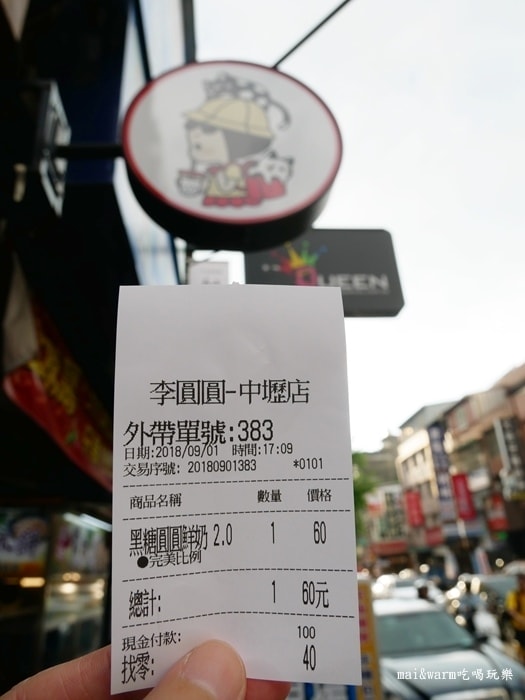 QUEEN
李圓圓-中壢店
外帶單號:383
日期:2018/09/01 時間:17:09
交易序號: 20180901383 *0101
商品名稱 數量 價格
黑糖圓圓鮮奶 2.0 1 60
●完美比例
總計: 1 60元
現金付款: 100
找零: 40
mai&warm吃喝玩樂